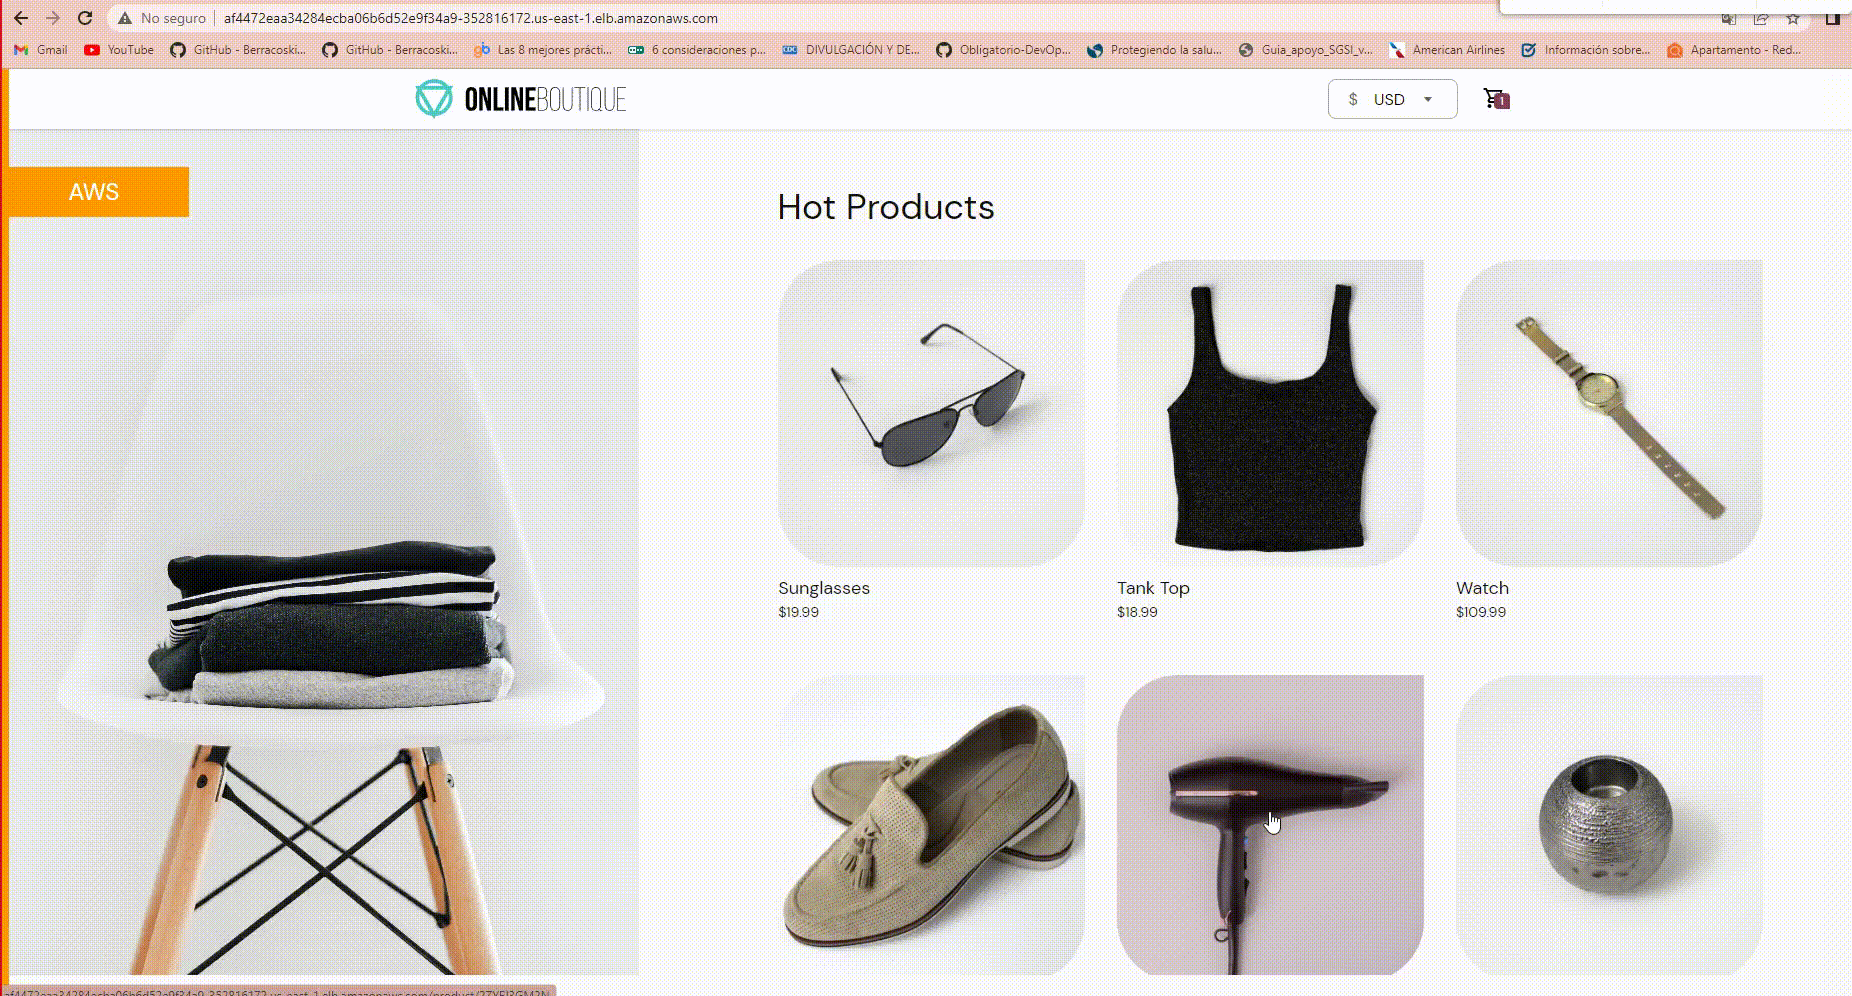 No seguro af4472eaa34284ecba06b6d52e9f34a9-352816172.us-east-1.elb.amazonaws.com
Gmail YouTube GitHub - Berracoski... GitHub - Berracoski... Las 8 mejores prácti... 6 consideraciones p... DIVULGACIÓN Y DE... Obligatorio-DevOp... Protegiendo la salu... Guia_apoyo_SGSI_v... American Airlines Información sobre... Apartamento - Red...
ONLINEBOUTIQUE $ USD 1
AWS
Hot Products
Sunglasses Tank Top Watch
$19.99 $18.99 $109.99